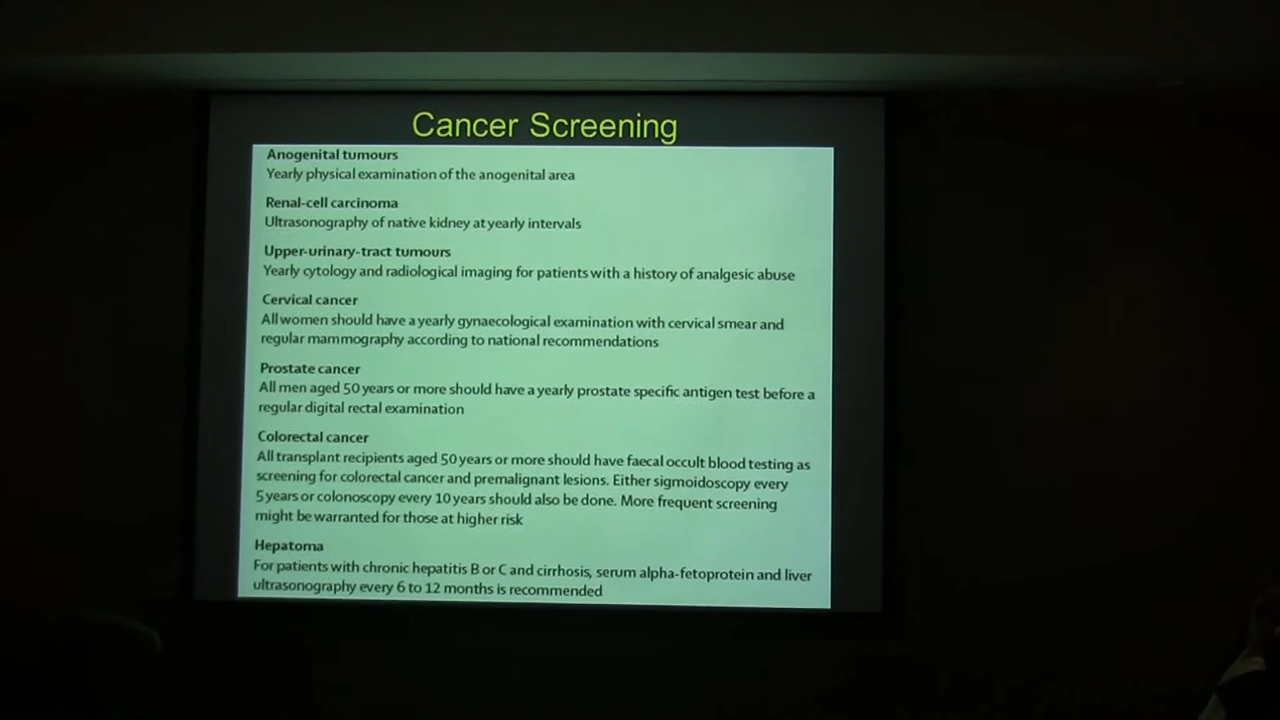 Cancer Screening
Anogenital tumours
Yearly physical examination of the anogenital area
Renal-cell carcinoma
Ultrasonography of native kidney at yearly intervals
Upper-urinary-tract tumours
Yearly cytology and radiological imaging for patients with a history of analgesic abuse
Cervical cancer
All women should have a yearly gynaecological examination with cervical smear and
regular mammography according to national recommendations
Prostate cancer
All men aged 50 years or more should have a yearly prostate specific antigen test before a
regular digital rectal examination
Colorectal cancer
All transplant recipients aged 50 years or more should have faecal occult blood testing as
screening for colorectal cancer and premalignant lesions. Either sigmoidoscopy every
5 years or colonoscopy every 10 years should also be done. More frequent screening
might be warranted for those at higher risk
Hepatoma
For patients with chronic hepatitis B or C and cirrhosis, serum alpha-fetoprotein and liver
ultrasonography every 6 to 12 months is recommended